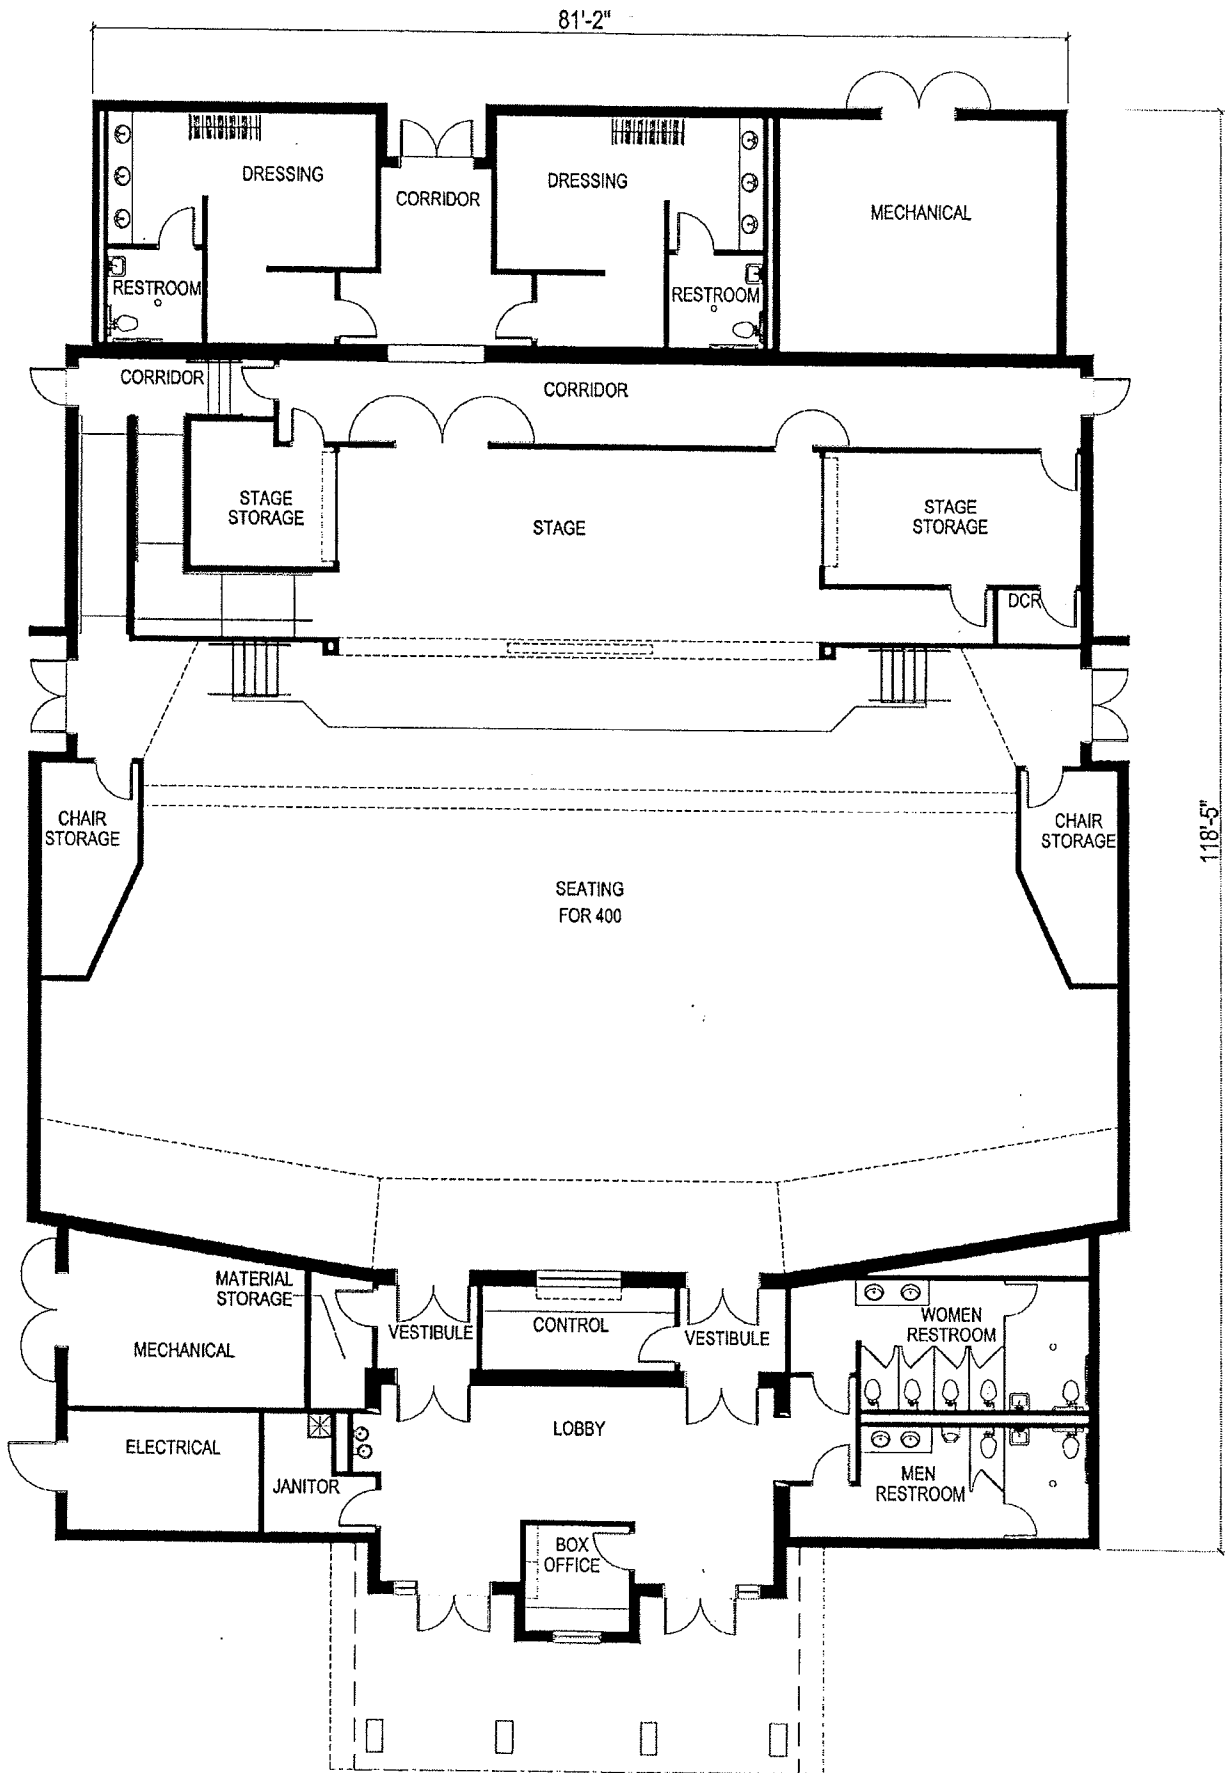 81'-2"
DRESSING
CORRIDOR
DRESSING
MECHANICAL
RESTROOM
RESTROOM
CORRIDOR
CORRIDOR
STAGE
STORAGE
STAGE
STAGE
STORAGE
DCR
118'-5"
CHAIR
STORAGE
CHAIR
STORAGE
SEATING
FOR 400
MATERIAL
STORAGE
MECHANICAL
VESTIBULE
CONTROL
VESTIBULE
WOMEN
RESTROOM
ELECTRICAL
LOBBY
JANITOR
MEN
RESTROOM
BOX
OFFICE